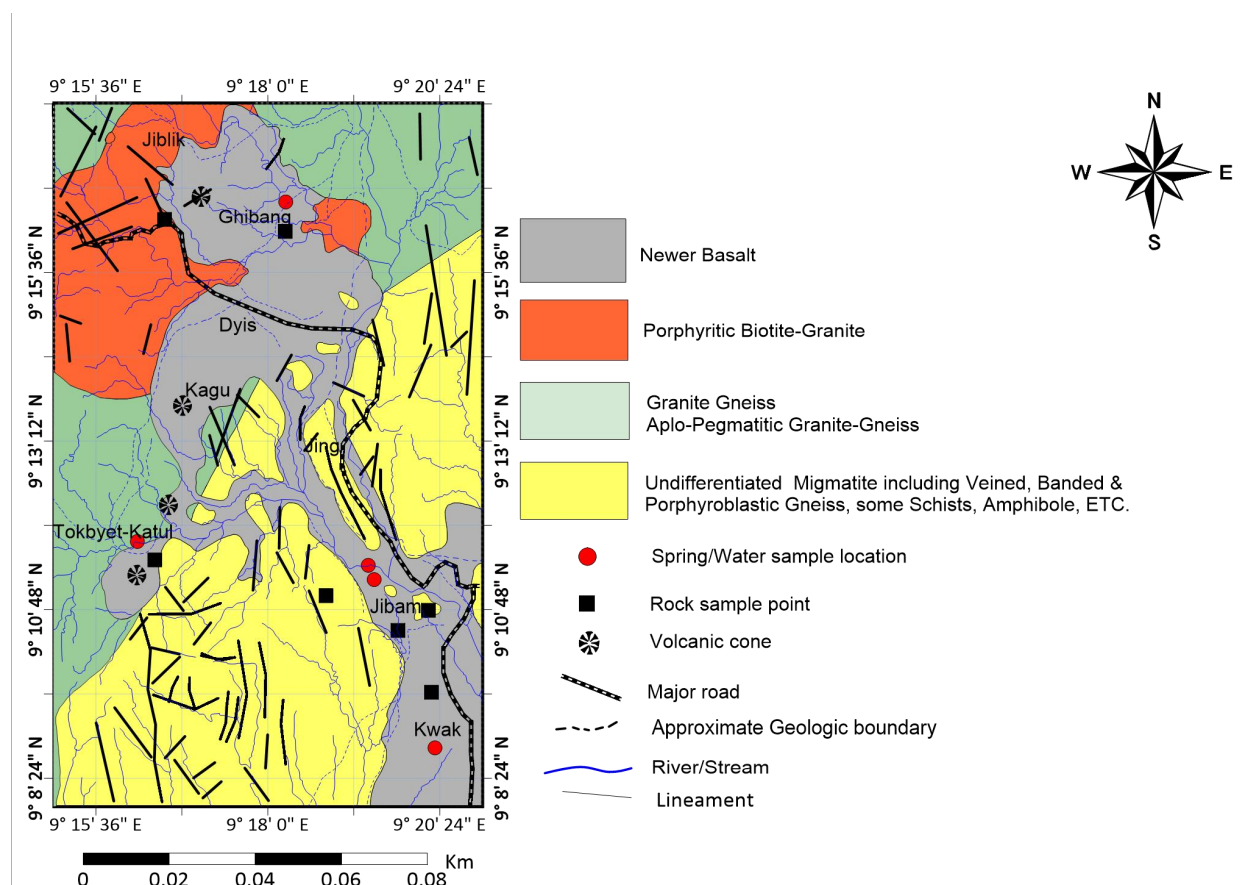 9° 15' 36" E
9° 18' 0" E
9° 20' 24" E
N
W
E
S
Jiblik
Ghibang
9° 15' 36" N
9° 15' 36" N
Dyis
Kagu
9° 13' 12" N
9° 13' 12" N
Jing
Tokbyet-Katul
Jibam
9° 10' 48" N
9° 10' 48" N
Kwak
9° 8' 24" N
9° 8' 24" N
9° 15' 36" E
9° 18' 0" E
9° 20' 24" E
Newer Basalt
Porphyritic Biotite-Granite
Granite Gneiss
Aplo-Pegmatitic Granite-Gneiss
Undifferentiated Migmatite including Veined, Banded &
Porphyroblastic Gneiss, some Schists, Amphibole, ETC.
Spring/Water sample location
Rock sample point
Volcanic cone
Major road
Approximate Geologic boundary
River/Stream
Lineament
Km
0 0.02 0.04 0.06 0.08